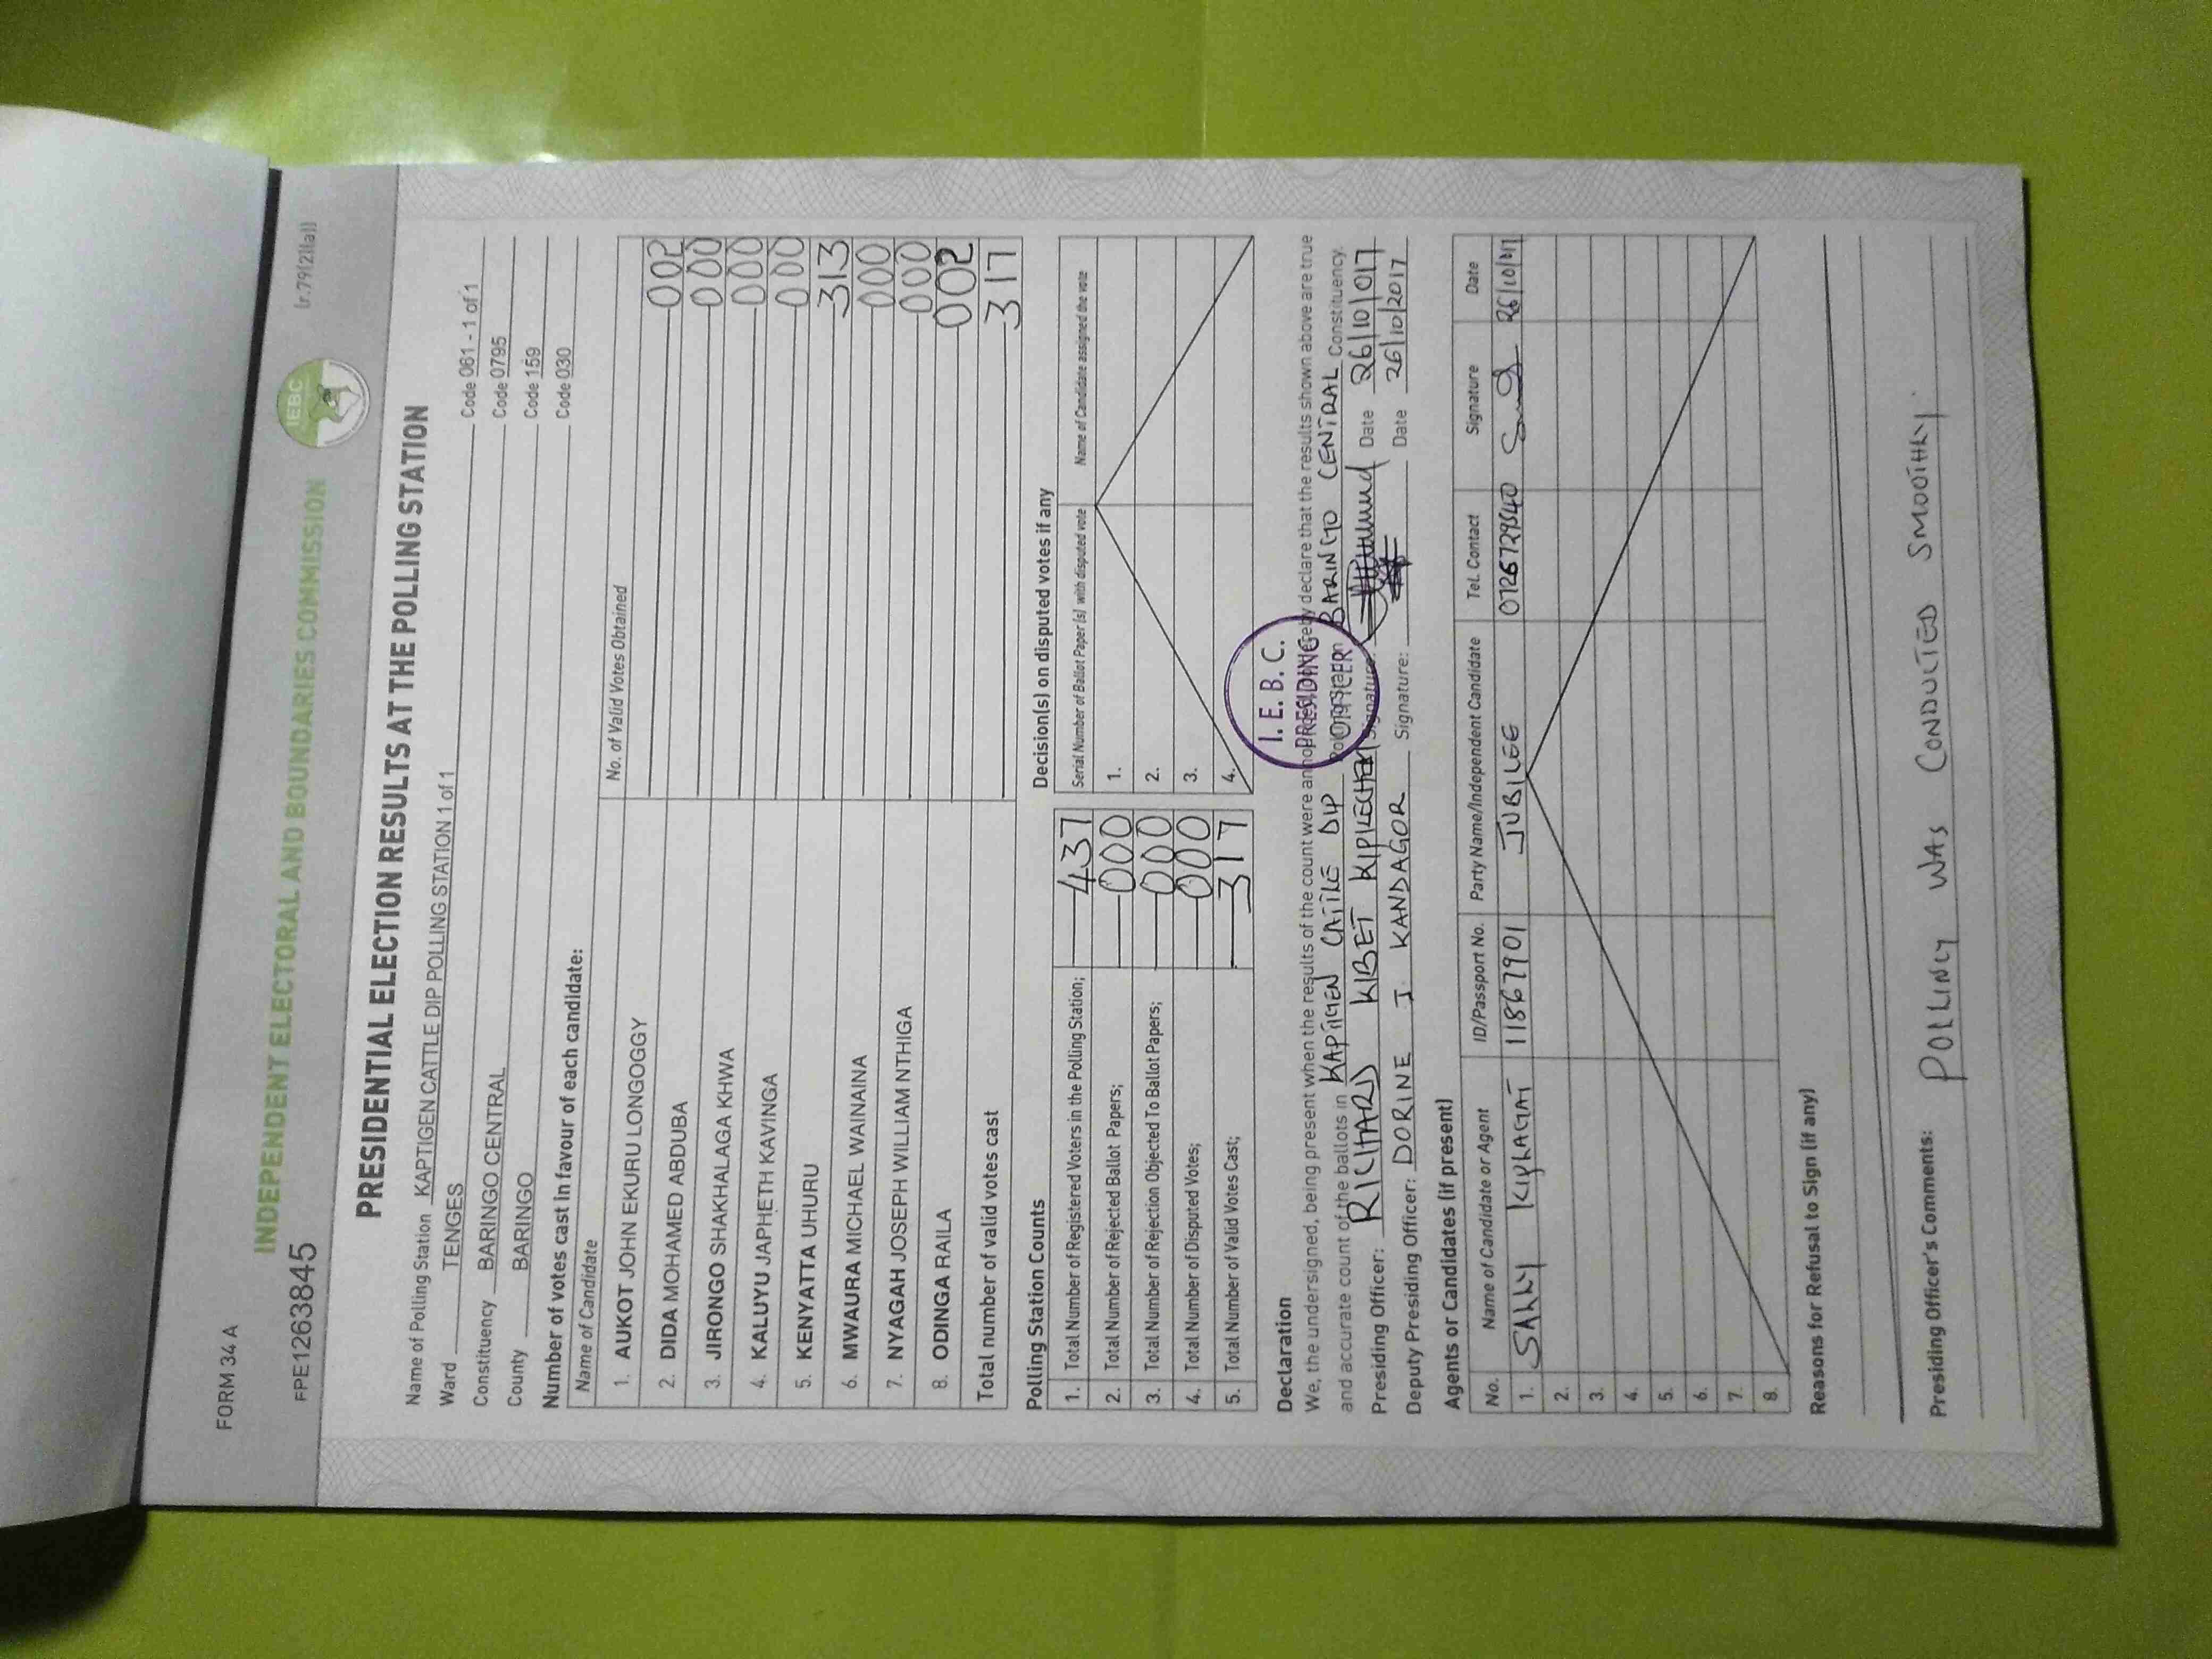 FORM 34 A
(r.79(2)(a))
INDEPENDENT ELECTORAL AND BOUNDARIES COMMISSION
IEBC
FPE1263845
PRESIDENTIAL ELECTION RESULTS AT THE POLLING STATION
Name of Polling Station KAPTIGEN CATTLE DIP POLLING STATION 1 of 1 Code 061 - 1 of 1
Ward TENGES Code 0795
Constituency BARINGO CENTRAL Code 159
County BARINGO Code 030
Number of votes cast in favour of each candidate:
Name of Candidate No. of Valid Votes Obtained
1. AUKOT JOHN EKURU LONGOGGY 002
2. DIDA MOHAMED ABDUBA 000
3. JIRONGO SHAKHALAGA KHWA 000
4. KALUYU JAPHETH KAVINGA 000
5. KENYATTA UHURU 313
6. MWAURA MICHAEL WAINAINA 000
7. NYAGAH JOSEPH WILLIAM NTHIGA 000
8. ODINGA RAILA 002
Total number of valid votes cast 317
Polling Station Counts
1. Total Number of Registered Voters in the Polling Station; 437
2. Total Number of Rejected Ballot Papers; 000
3. Total Number of Rejection Objected To Ballot Papers; 000
4. Total Number of Disputed Votes; 000
5. Total Number of Valid Votes Cast; 317
Decision(s) on disputed votes if any
Serial Number of Ballot Paper (s) with disputed vote Name of Candidate assigned the vote
1.
2.
3.
4.
I. E. B. C.
PRESIDING
OFFICER
Declaration
We, the undersigned, being present when the results of the count were declare that the results shown above are true
and accurate count of the ballots in KAPTIGEN CATTLE DIP BARINGO CENTRAL Constituency.
Presiding Officer: RICHARD KIBET Signature: Date 26/10/017
Deputy Presiding Officer: DORINE J. KANDAGOR Signature: Date 26/10/2017
Agents or Candidates (if present)
No. Name of Candidate or Agent ID/Passport No. Party Name/Independent Candidate Tel. Contact Signature Date
1. SALLY 11867901 JUBILEE 0726729540 26/10/17
2.
3.
4.
5.
6.
7.
8.
Reasons for Refusal to Sign (if any)
Presiding Officer's Comments: POLLING WAS CONDUCTED SMOOTHLY.